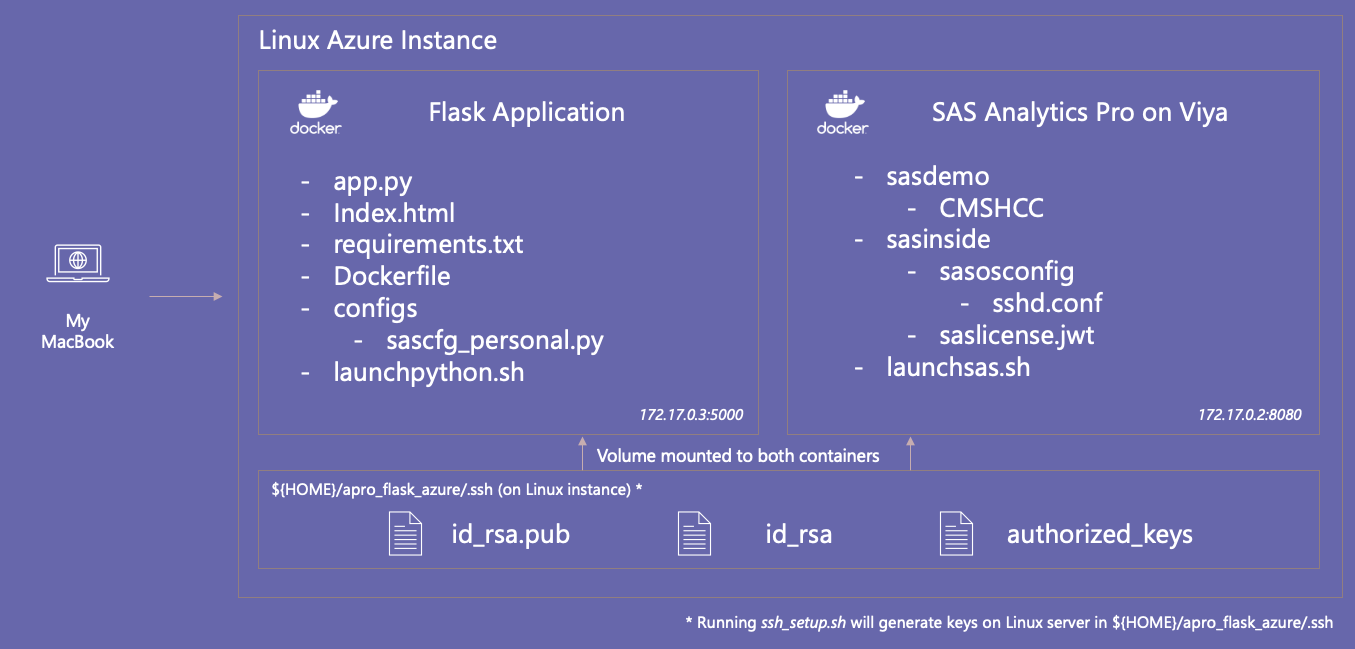 Linux Azure Instance
docker
Flask Application
- app.py
- Index.html
- requirements.txt
- Dockerfile
- configs
- sascfg_personal.py
- launchpython.sh
172.17.0.3:5000
docker
SAS Analytics Pro on Viya
- sasdemo
- CMSHCC
- sasinside
- sasosconfig
- sshd.conf
- saslicense.jwt
- launchsas.sh
172.17.0.2:8080
My
MacBook
Volume mounted to both containers
${HOME}/apro_flask_azure/.ssh (on Linux instance) *
id_rsa.pub
id_rsa
authorized_keys
* Running ssh_setup.sh will generate keys on Linux server in ${HOME}/apro_flask_azure/.ssh